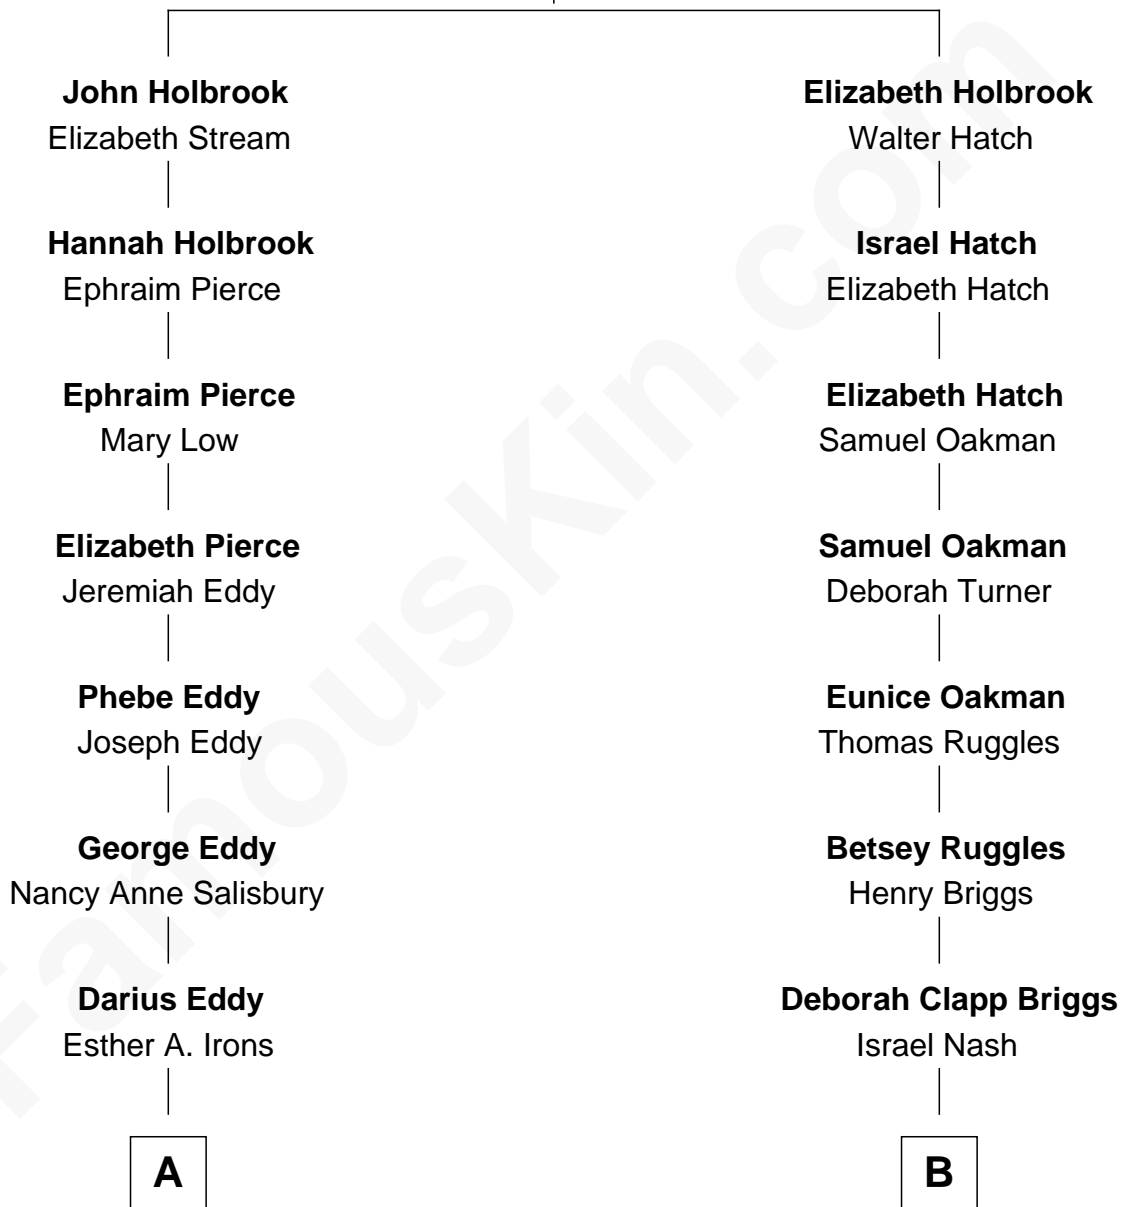 John Holbrook
Elizabeth Stream
Hannah Holbrook
Ephraim Pierce
Ephraim Pierce
Mary Low
Elizabeth Pierce
Jeremiah Eddy
Phebe Eddy
Joseph Eddy
George Eddy
Nancy Anne Salisbury
Darius Eddy
Esther A. Irons
A
Elizabeth Holbrook
Walter Hatch
Israel Hatch
Elizabeth Hatch
Elizabeth Hatch
Samuel Oakman
Samuel Oakman
Deborah Turner
Eunice Oakman
Thomas Ruggles
Betsey Ruggles
Henry Briggs
Deborah Clapp Briggs
Israel Nash
B
FamousKin.com